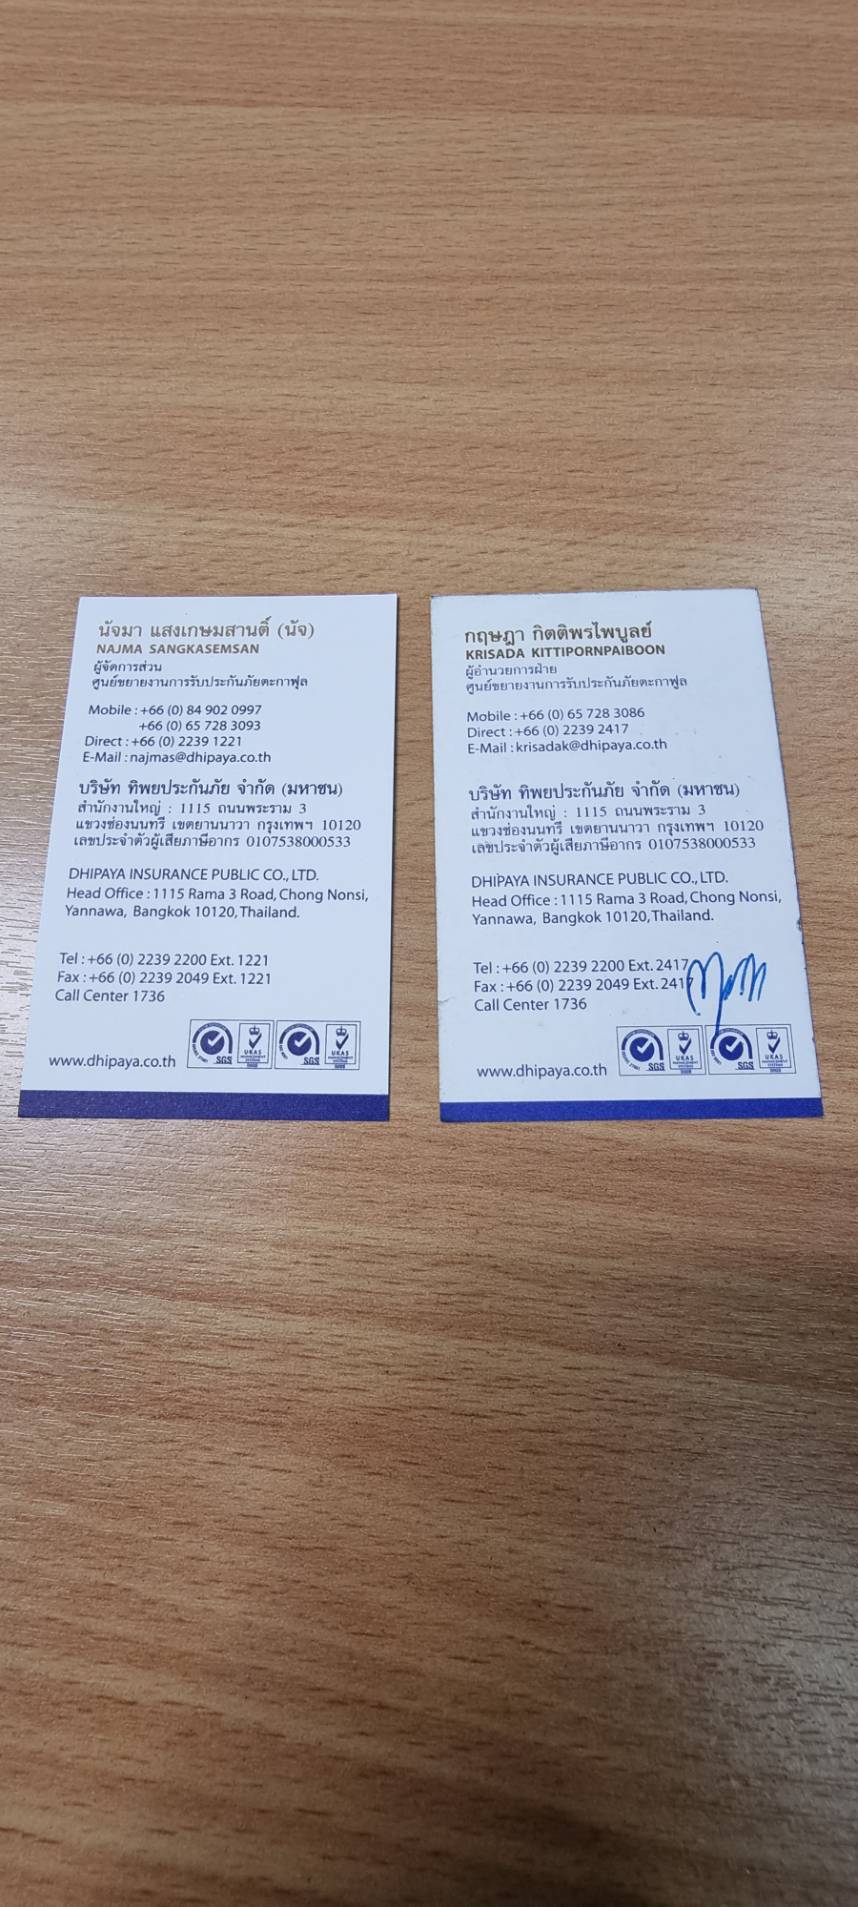 นัจมา แสงเกษมสานติ์ (นัจ)
NAJMA SANGKASEMSAN
ผู้จัดการส่วน
ศูนย์ขยายงานการรับประกันภัยตะกาฟูล
Mobile : +66 (0) 84 902 0997
+66 (0) 65 728 3093
Direct : +66 (0) 2239 1221
E-Mail : najmas@dhipaya.co.th
บริษัท ทิพยประกันภัย จำกัด (มหาชน)
สำนักงานใหญ่ : 1115 ถนนพระราม 3
แขวงช่องนนทรี เขตยานนาวา กรุงเทพฯ 10120
เลขประจำตัวผู้เสียภาษีอากร 0107538000533
DHIPAYA INSURANCE PUBLIC CO., LTD.
Head Office : 1115 Rama 3 Road, Chong Nonsi,
Yannawa, Bangkok 10120, Thailand.
Tel : +66 (0) 2239 2200 Ext. 1221
Fax : +66 (0) 2239 2049 Ext. 1221
Call Center 1736
www.dhipaya.co.th
SGS
UKAS
SGS
UKAS
กฤษฎา กิตติพรไพบูลย์
KRISADA KITTIPORNPAIBOON
ผู้อำนวยการฝ่าย
ศูนย์ขยายงานการรับประกันภัยตะกาฟูล
Mobile : +66 (0) 65 728 3086
Direct : +66 (0) 2239 2417
E-Mail : krisadak@dhipaya.co.th
บริษัท ทิพยประกันภัย จำกัด (มหาชน)
สำนักงานใหญ่ : 1115 ถนนพระราม 3
แขวงช่องนนทรี เขตยานนาวา กรุงเทพฯ 10120
เลขประจำตัวผู้เสียภาษีอากร 0107538000533
DHIPAYA INSURANCE PUBLIC CO., LTD.
Head Office : 1115 Rama 3 Road, Chong Nonsi,
Yannawa, Bangkok 10120, Thailand.
Tel : +66 (0) 2239 2200 Ext. 2417
Fax : +66 (0) 2239 2049 Ext. 2417
Call Center 1736
www.dhipaya.co.th
SGS
UKAS
SGS
UKAS